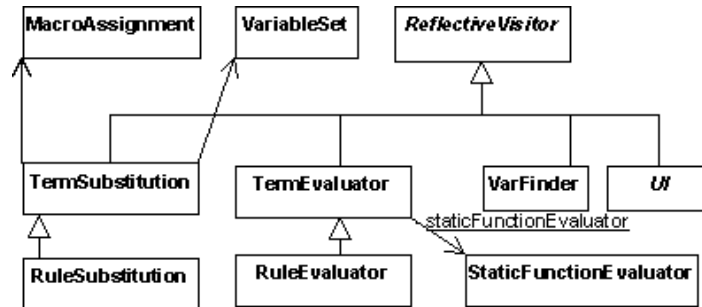 MacroAssignment
VariableSet
ReflectiveVisitor
TermSubstitution
TermEvaluator
VarFinder
UI
staticFunctionEvaluator
RuleSubstitution
RuleEvaluator
StaticFunctionEvaluator